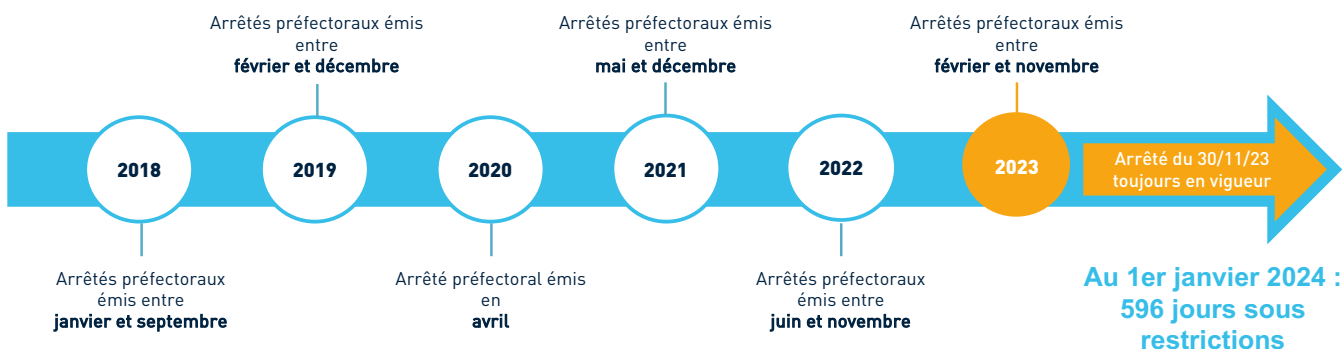 Arrêtés préfectoraux émis
entre
février et décembre
Arrêtés préfectoraux émis
entre
mai et décembre
Arrêtés préfectoraux émis
entre
février et novembre
2018
2019
2020
2021
2022
2023
Arrêté du 30/11/23
toujours en vigueur
Arrêtés préfectoraux
émis entre
janvier et septembre
Arrêté préfectoral émis
en
avril
Arrêtés préfectoraux
émis entre
juin et novembre
Au 1er janvier 2024 :
596 jours sous
restrictions